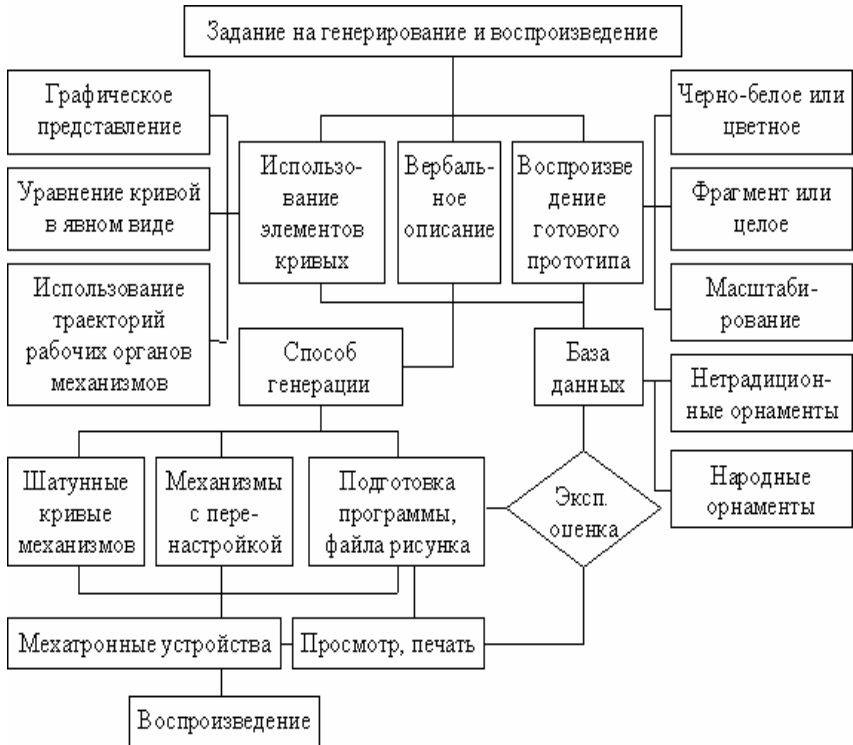 Задание на генерирование и воспроизведение
Графическое
представление
Уравнение кривой
в явном виде
Использование
траекторий
рабочих органов
механизмов
Использо-
вание
элементов
кривых
Вербаль-
ное
описание
Воспроизве
дение
готового
прототипа
Черно-белое или
цветное
Фрагмент или
целое
Масштаби-
рование
Способ
генерации
База
данных
Нетрадицион-
ные орнаменты
Народные
орнаменты
Шатунные
кривые
механизмов
Механизмы
с пере-
настройкой
Подготовка
программы,
файла рисунка
Эксп.
оценка
Мехатронные устройства
Просмотр, печать
Воспроизведение